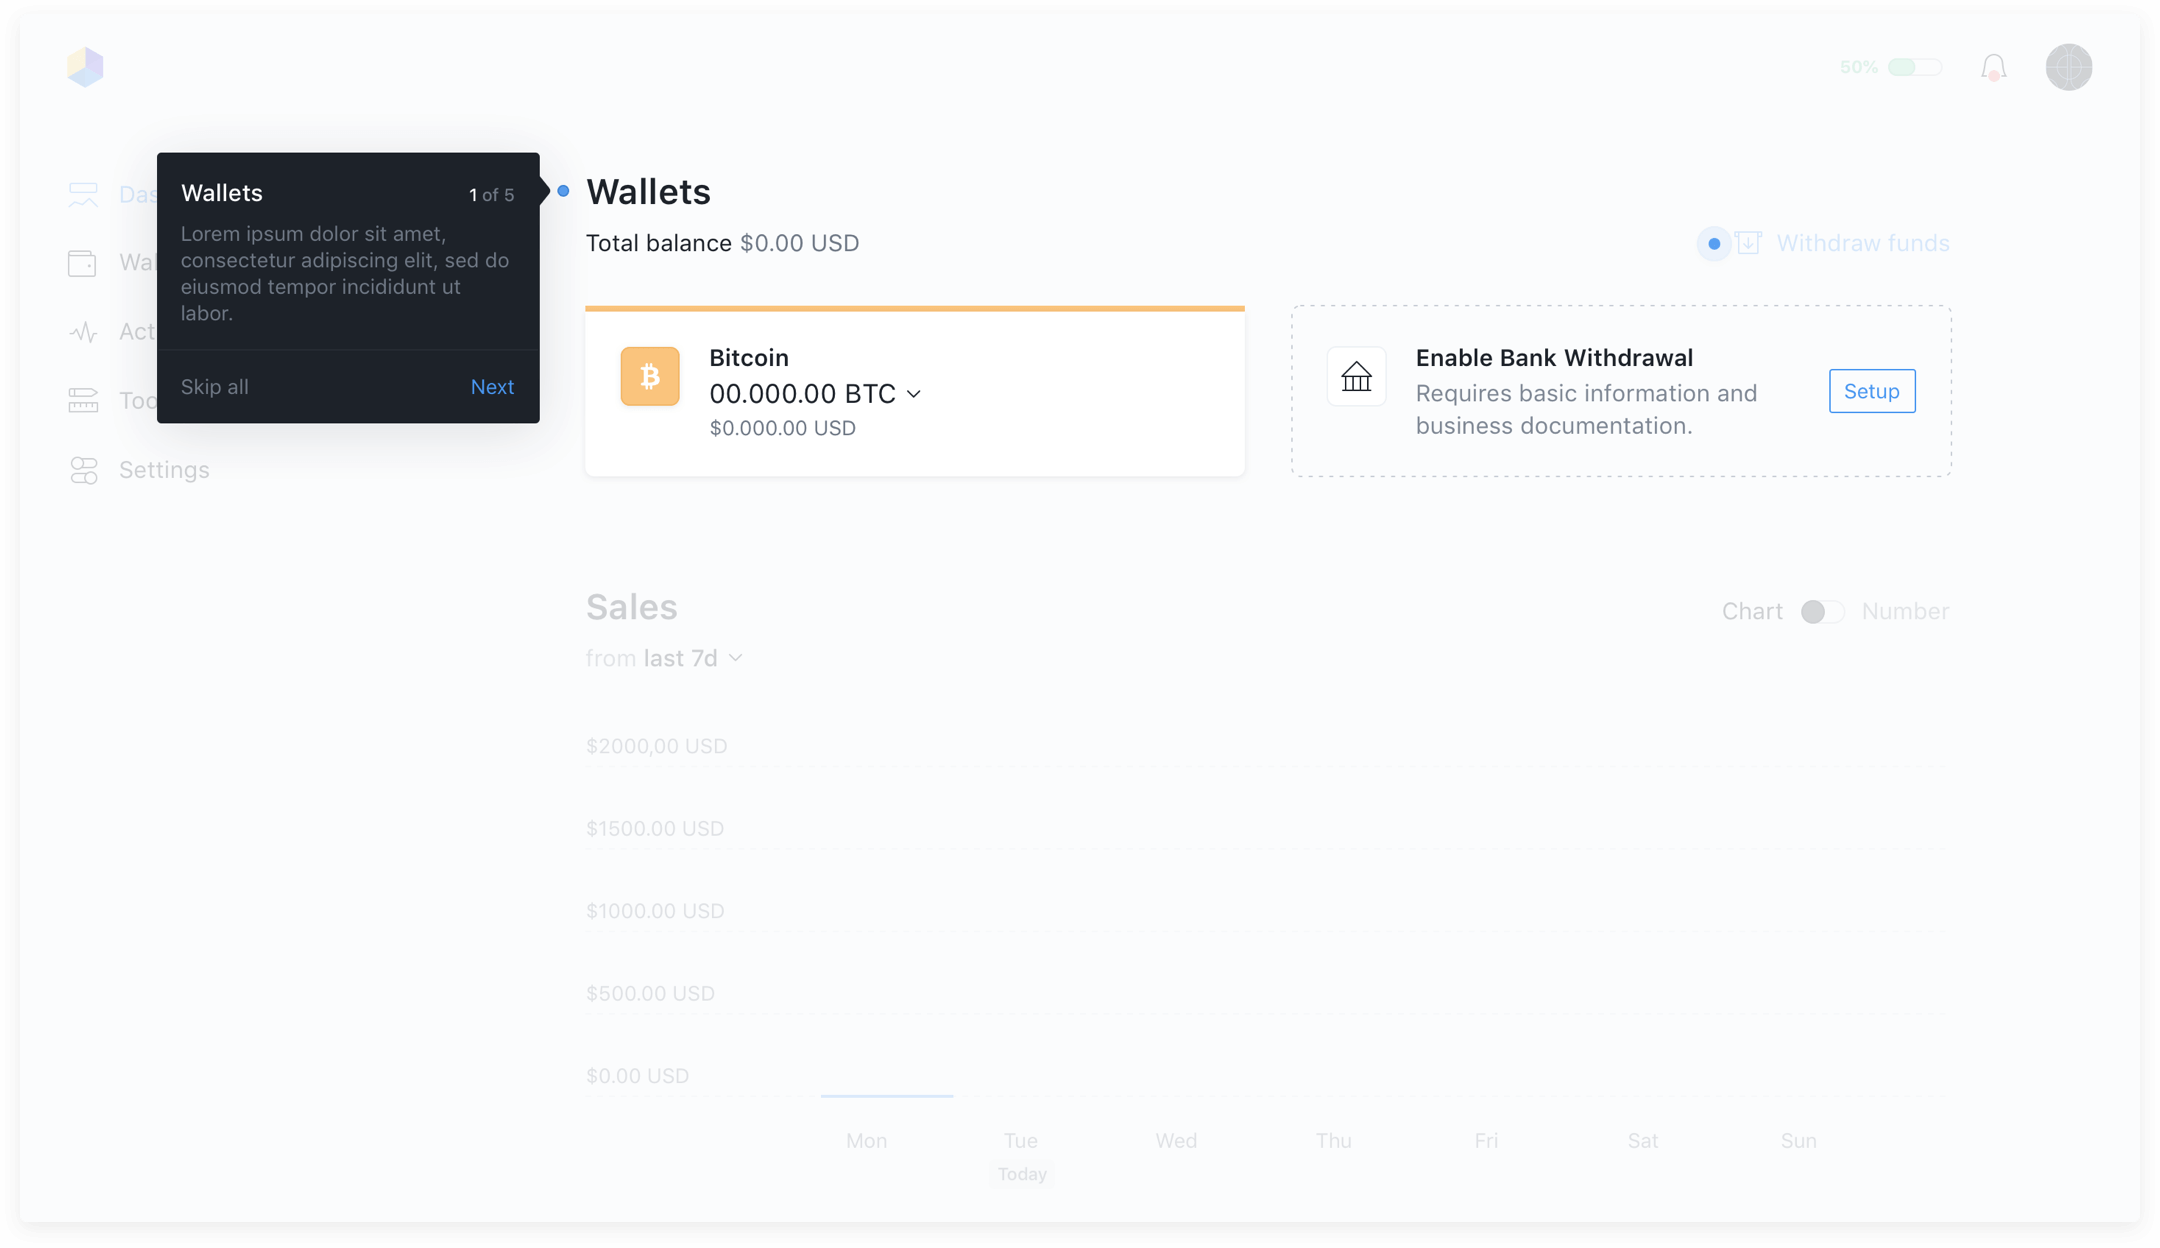 50%
Das
Wal
Act
Too
Settings
Wallets
1 of 5
Lorem ipsum dolor sit amet,
consectetur adipiscing elit, sed do
eiusmod tempor incididunt ut
labor.
Skip all
Next
Wallets
Total balance $0.00 USD
Withdraw funds
Bitcoin
00.000.00 BTC
$0.000.00 USD
Enable Bank Withdrawal
Requires basic information and
business documentation.
Setup
Sales
Chart
Number
from last 7d
$2000,00 USD
$1500.00 USD
$1000.00 USD
$500.00 USD
$0.00 USD
Mon
Tue
Wed
Thu
Fri
Sat
Sun
Today